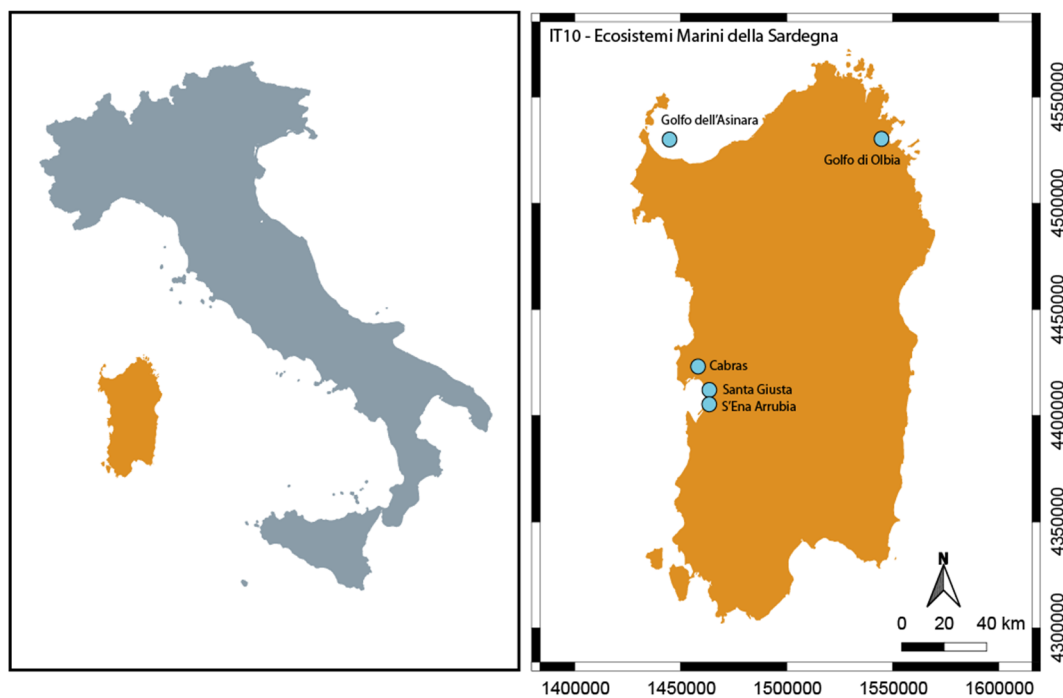 IT10 - Ecosistemi Marini della Sardegna
Golfo dell'Asinara
Golfo di Olbia
Cabras
Santa Giusta
S'Ena Arrubia
N
0 20 40 km
4550000
4500000
4450000
4400000
4350000
4300000
1400000 1450000 1500000 1550000 1600000